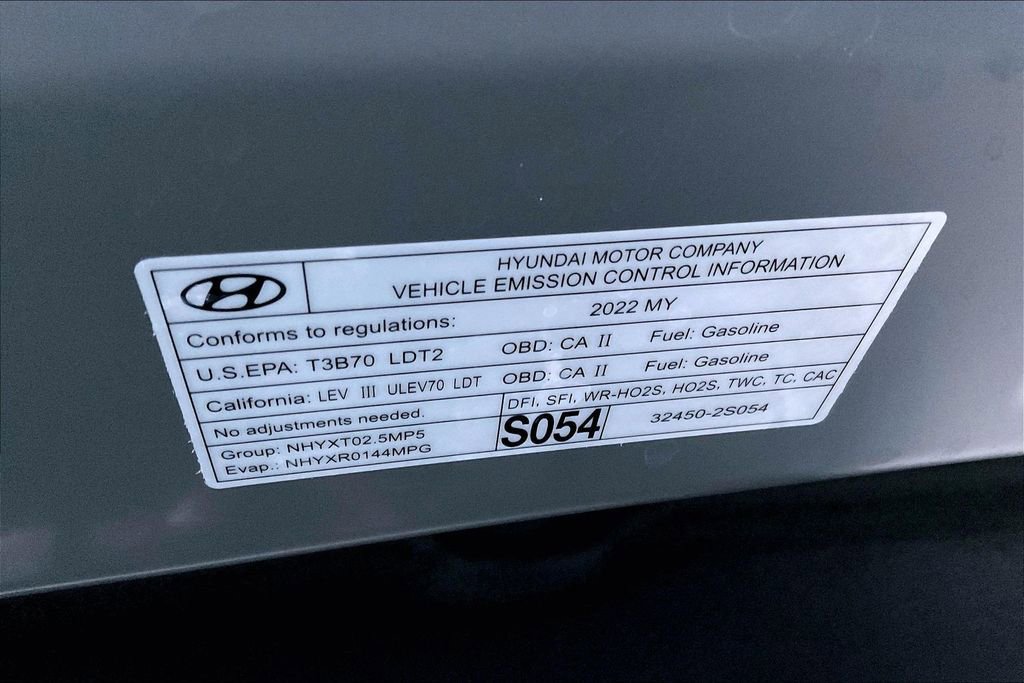 HYUNDAI MOTOR COMPANY
VEHICLE EMISSION CONTROL INFORMATION
Conforms to regulations: 2022 MY
U.S.EPA: T3B70 LDT2 OBD: CA II Fuel: Gasoline
California: LEV III ULEV70 LDT OBD: CA II Fuel: Gasoline
No adjustments needed. DFI, SFI, WR-HO2S, HO2S, TWC, TC, CAC
Group: NHYXT02.5MP5
Evap.: NHYXR0144MPG
S054 32450-2S054